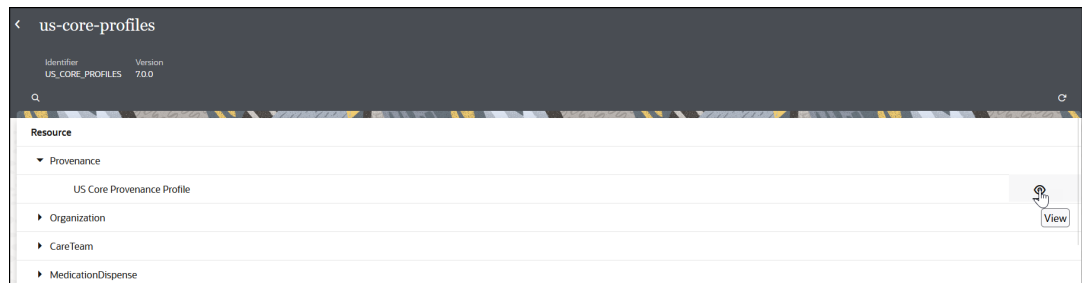 us-core-profiles
Identifier Version
US_CORE_PROFILES 7.0.0
Resource
Provenance
US Core Provenance Profile
View
Organization
CareTeam
MedicationDispense